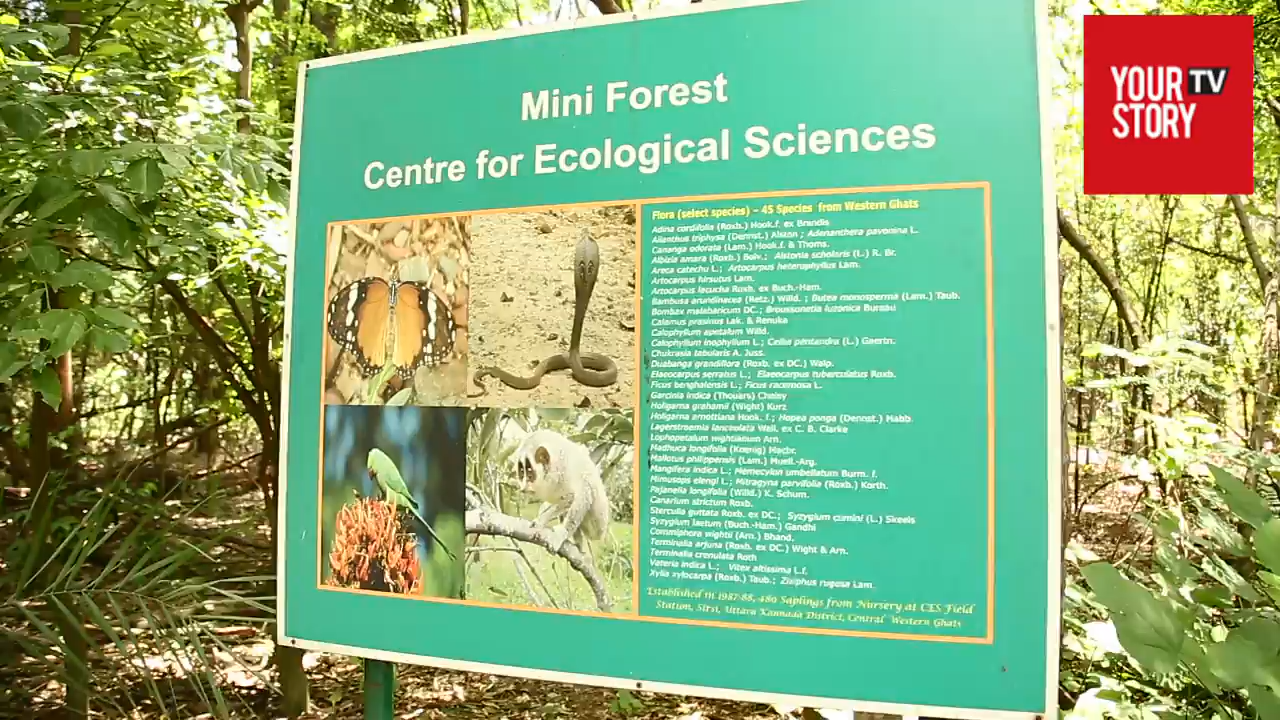 YOUR TV
STORY
Mini Forest
Centre for Ecological Sciences
Flora (select species) - 45 Species from Western Ghats
Adina cordifolia (Roxb.) Hook.f. ex Brandis
Ailanthus triphysa (Dennst.) Alston ; Adenanthera pavonina L.
Cananga odorata (Lam.) Hook.f. & Thoms.
Albizia amara (Roxb.) Boiv.; Alstonia scholaris (L.) R. Br.
Areca catechu L.; Artocarpus heterophyllus Lam.
Artocarpus hirsutus Lam.
Artocarpus lacucha Roxb. ex Buch-Ham.
Bambusa arundinacea (Retz.) Willd. ; Butea monosperma (Lam.) Taub.
Bombax malabaricum DC.; Broussonetia luzonica Bureau
Calamus prasinus Lak. & Renuka
Calophyllum apetalum Willd.
Calophyllum inophyllum L.; Ceiba pentandra (L.) Gaertn.
Chukrasia tabularis A. Juss.
Duabanga grandiflora (Roxb. ex DC.) Walp.
Elaeocarpus serratus L.; Elaeocarpus tuberculatus Roxb.
Ficus benghalensis L.; Ficus racemosa L.
Garcinia indica (Thouars) Choisy
Holigarna grahamii (Wight) Kurz
Holigarna arnottiana Hook. f.; Hopea ponga (Dennst.) Mabb.
Lagerstroemia lanceolata Wall. ex C. B. Clarke
Lophopetalum wightianum Arn.
Madhuca longifolia (Koenig) Macbr.
Mallotus philippensis (Lam.) Muell-Arg.
Mangifera indica L.; Memecylon umbellatum Burm. f.
Mimusops elengi L.; Mitragyna parvifolia (Roxb.) Korth.
Pajanelia longifolia (Willd.) K. Schum.
Canarium strictum Roxb.
Sterculia guttata Roxb. ex DC.; Syzygium cumini (L.) Skeels
Syzygium laetum (Buch-Ham.) Gandhi
Commiphora wightii (Arn.) Bhand.
Terminalia arjuna (Roxb. ex DC.) Wight & Arn.
Terminalia crenulata Roth
Vateria indica L.; Vitex altissima L.f.
Xylia xylocarpa (Roxb.) Taub.; Ziziphus rugosa Lam.
Established in 1987-88, 480 Saplings from Nursery at CES Field
Station, Sirsi, Uttara Kannada District, Central Western Ghats